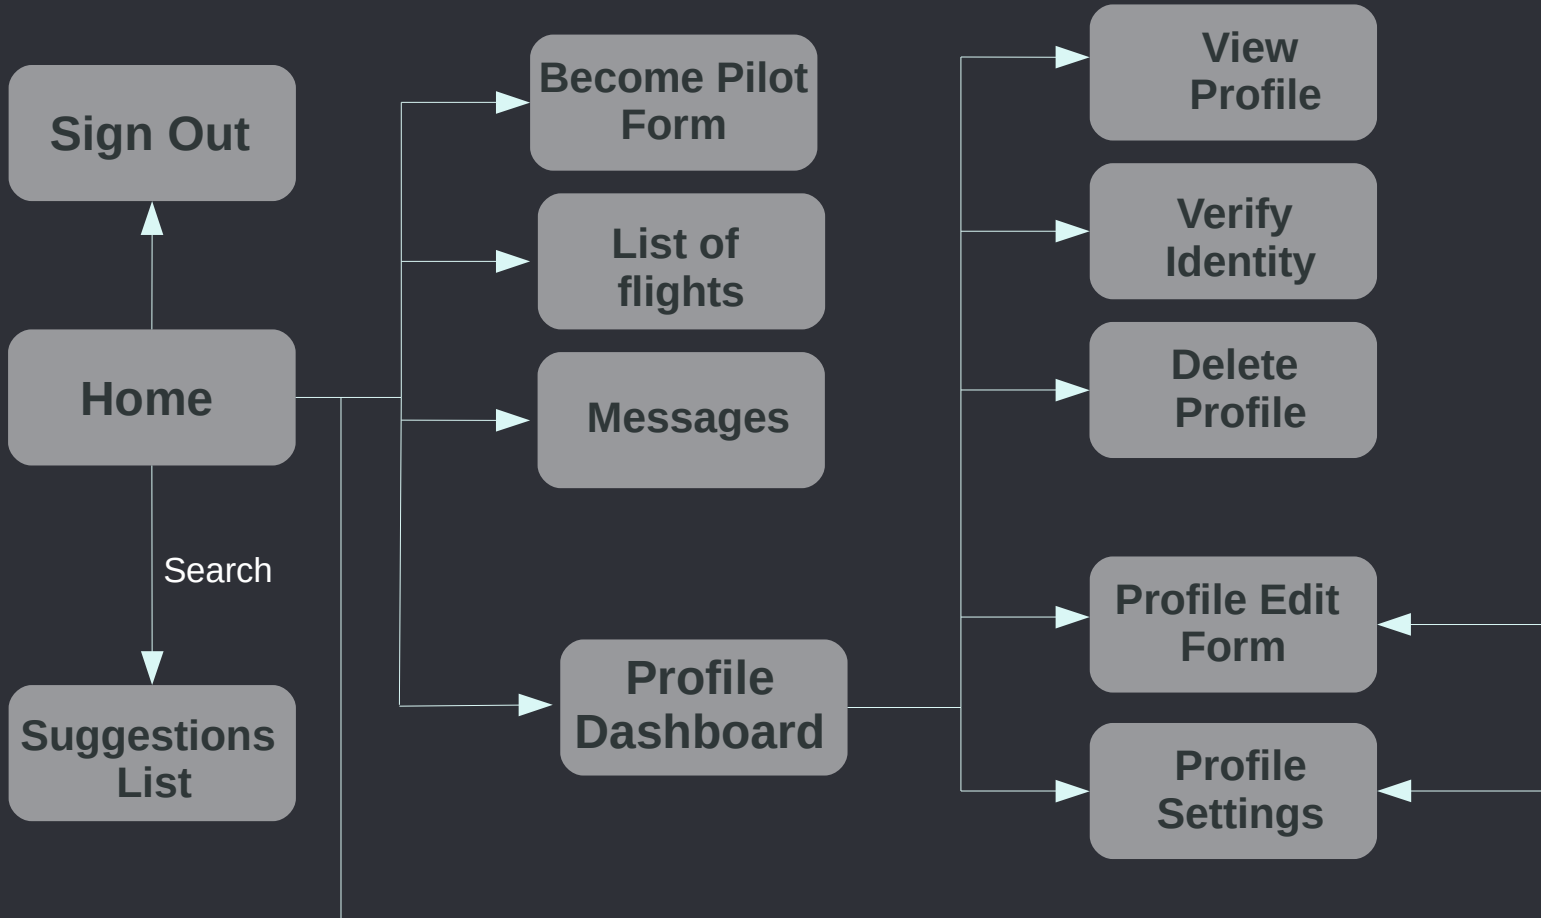 Sign Out
Home
Search
Suggestions
List
Become Pilot
Form
List of
flights
Messages
Profile
Dashboard
View
Profile
Verify
Identity
Delete
Profile
Profile Edit
Form
Profile
Settings